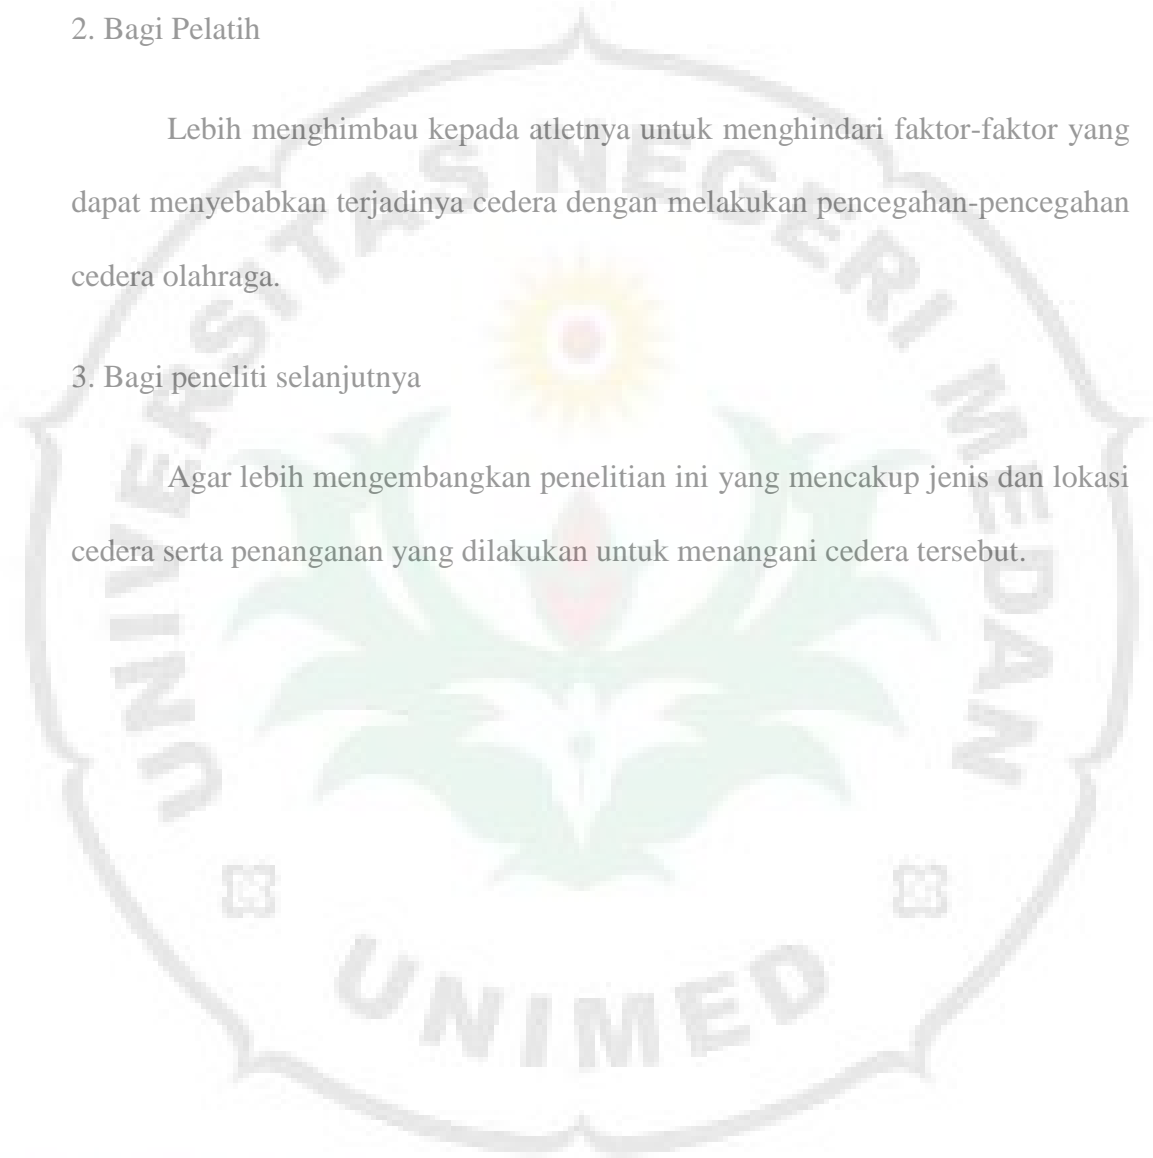 2. Bagi Pelatih
Lebih menghimbau kepada atletnya untuk menghindari faktor-faktor yang
dapat menyebabkan terjadinya cedera dengan melakukan pencegahan-pencegahan
cedera olahraga.
3. Bagi peneliti selanjutnya
Agar lebih mengembangkan penelitian ini yang mencakup jenis dan lokasi
cedera serta penanganan yang dilakukan untuk menangani cedera tersebut.
UNIVERSITAS NEGERI MEDAN
UNIMED